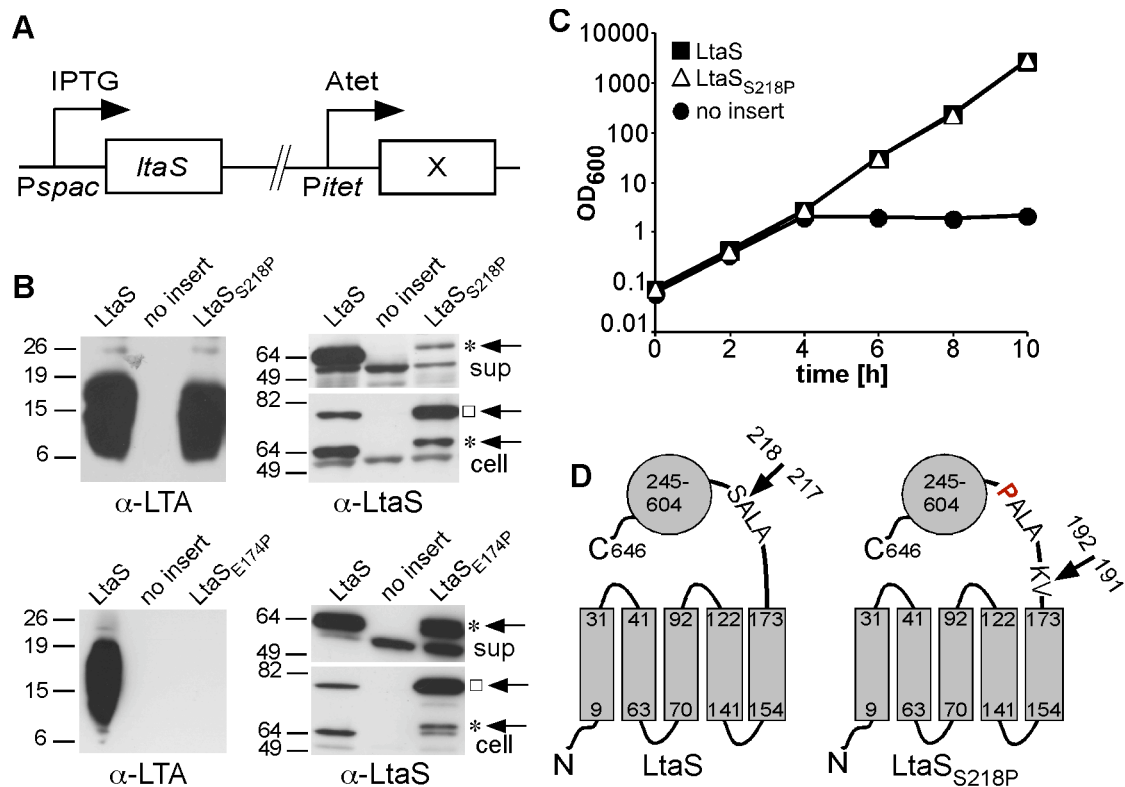 A
IPTG
Atet
ltaS
X
Pspac
Pitet
B
LtaS
no insert
LtaSS218P
26
19
15
6
α-LTA
LtaS
no insert
LtaSS218P
64
49
* sup
82
64
49
□
* cell
α-LtaS
LtaS
no insert
LtaSE174P
26
19
15
6
α-LTA
LtaS
no insert
LtaSE174P
64
49
* sup
82
64
49
□
* cell
α-LtaS
C
LtaS
LtaSS218P
no insert
10000
1000
100
10
1
0.1
0.01
OD600
0 2 4 6 8 10
time [h]
D
245-
604
SALA
218 217
C646
31 41 92 122 173
9 63 70 141 154
N
LtaS
245-
604
PALA
KV
192 191
C646
31 41 92 122 173
9 63 70 141 154
N
LtaSS218P